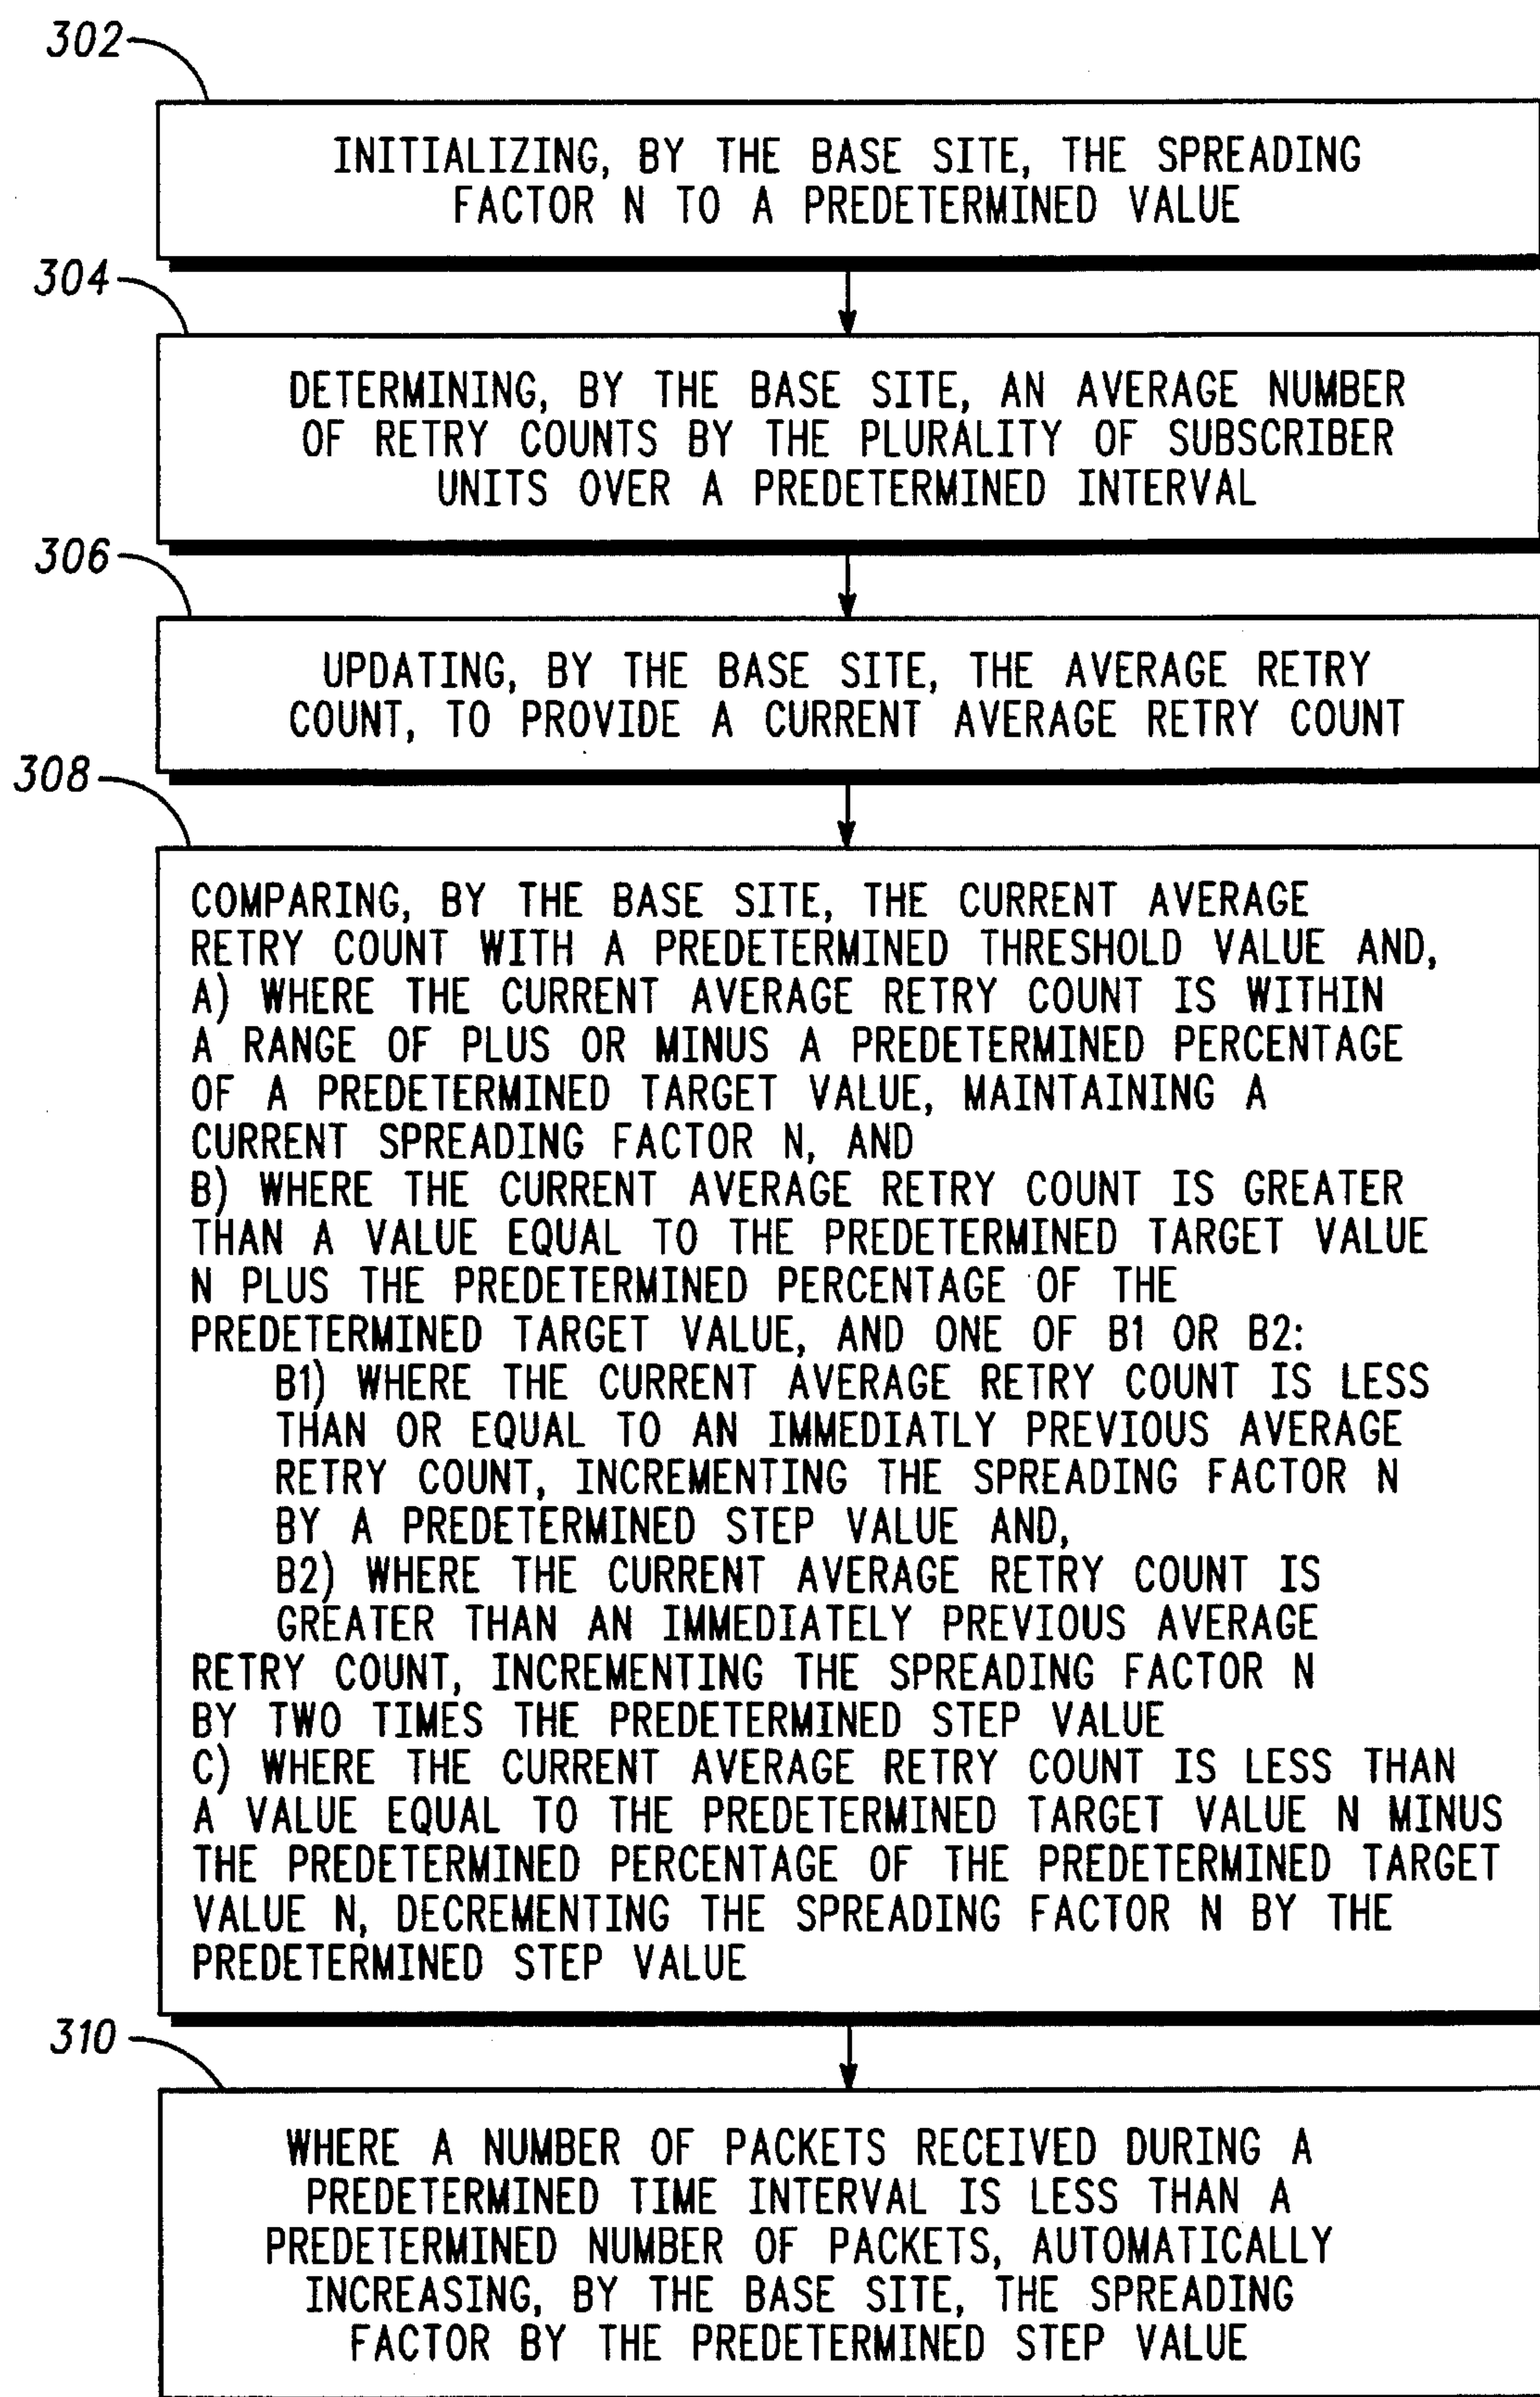 302
INITIALIZING, BY THE BASE SITE, THE SPREADING
FACTOR N TO A PREDETERMINED VALUE
304
DETERMINING, BY THE BASE SITE, AN AVERAGE NUMBER
OF RETRY COUNTS BY THE PLURALITY OF SUBSCRIBER
UNITS OVER A PREDETERMINED INTERVAL
306
UPDATING, BY THE BASE SITE, THE AVERAGE RETRY
COUNT, TO PROVIDE A CURRENT AVERAGE RETRY COUNT
308
COMPARING, BY THE BASE SITE, THE CURRENT AVERAGE
RETRY COUNT WITH A PREDETERMINED THRESHOLD VALUE AND,
A) WHERE THE CURRENT AVERAGE RETRY COUNT IS WITHIN
A RANGE OF PLUS OR MINUS A PREDETERMINED PERCENTAGE
OF A PREDETERMINED TARGET VALUE, MAINTAINING A
CURRENT SPREADING FACTOR N, AND
B) WHERE THE CURRENT AVERAGE RETRY COUNT IS GREATER
THAN A VALUE EQUAL TO THE PREDETERMINED TARGET VALUE
N PLUS THE PREDETERMINED PERCENTAGE OF THE
PREDETERMINED TARGET VALUE, AND ONE OF B1 OR B2:
B1) WHERE THE CURRENT AVERAGE RETRY COUNT IS LESS
THAN OR EQUAL TO AN IMMEDIATLY PREVIOUS AVERAGE
RETRY COUNT, INCREMENTING THE SPREADING FACTOR N
BY A PREDETERMINED STEP VALUE AND,
B2) WHERE THE CURRENT AVERAGE RETRY COUNT IS
GREATER THAN AN IMMEDIATELY PREVIOUS AVERAGE
RETRY COUNT, INCREMENTING THE SPREADING FACTOR N
BY TWO TIMES THE PREDETERMINED STEP VALUE
C) WHERE THE CURRENT AVERAGE RETRY COUNT IS LESS THAN
A VALUE EQUAL TO THE PREDETERMINED TARGET VALUE N MINUS
THE PREDETERMINED PERCENTAGE OF THE PREDETERMINED TARGET
VALUE N, DECREMENTING THE SPREADING FACTOR N BY THE
PREDETERMINED STEP VALUE
310
WHERE A NUMBER OF PACKETS RECEIVED DURING A
PREDETERMINED TIME INTERVAL IS LESS THAN A
PREDETERMINED NUMBER OF PACKETS, AUTOMATICALLY
INCREASING, BY THE BASE SITE, THE SPREADING
FACTOR BY THE PREDETERMINED STEP VALUE